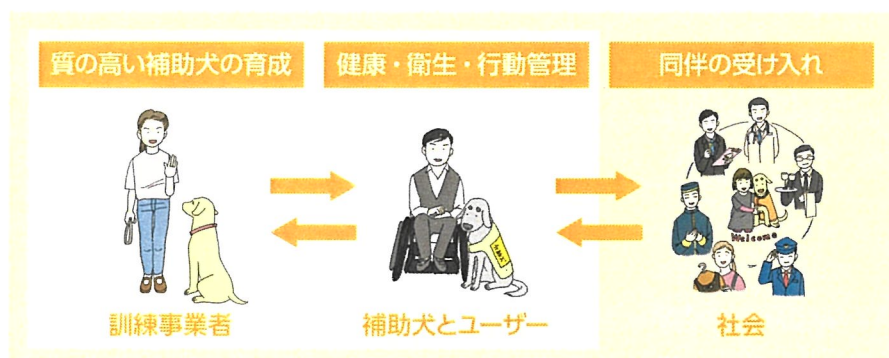 質の高い補助犬の育成
健康・衛生・行動管理
同伴の受け入れ
Welcome
訓練事業者
補助犬とユーザー
社会